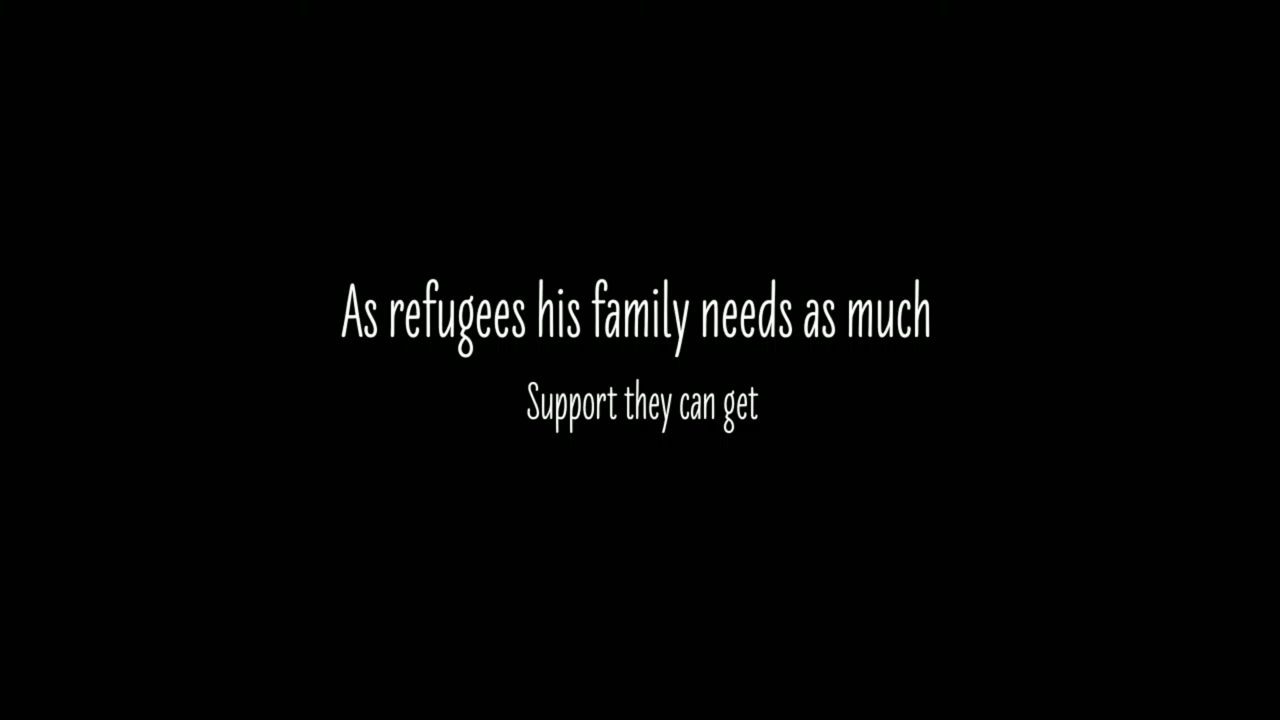 As refugees his family needs as much
Support they can get